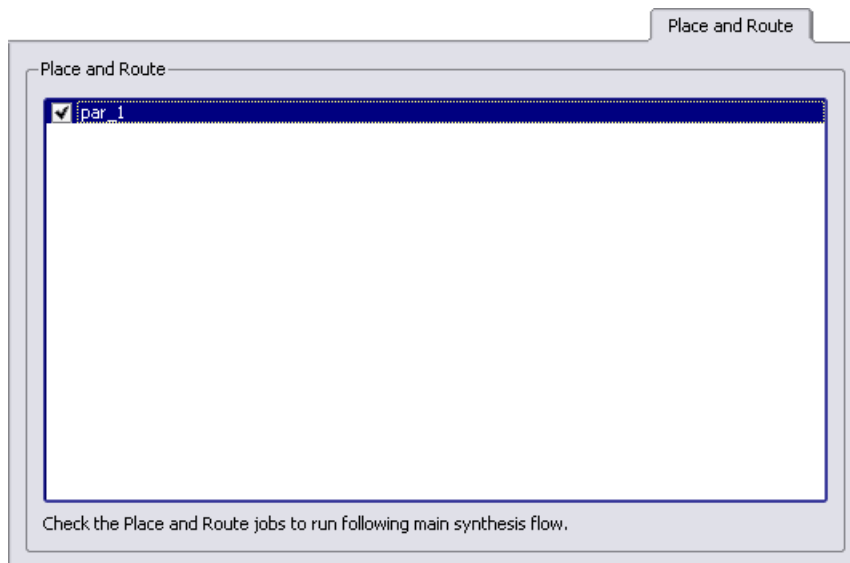 Place and Route
Place and Route
par_1
Check the Place and Route jobs to run following main synthesis flow.